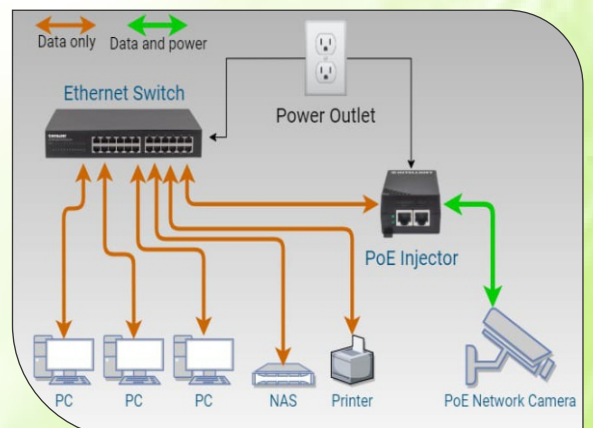 Data only
Data and power
Ethernet Switch
Power Outlet
PoE Injector
PC
PC
PC
NAS
Printer
PoE Network Camera